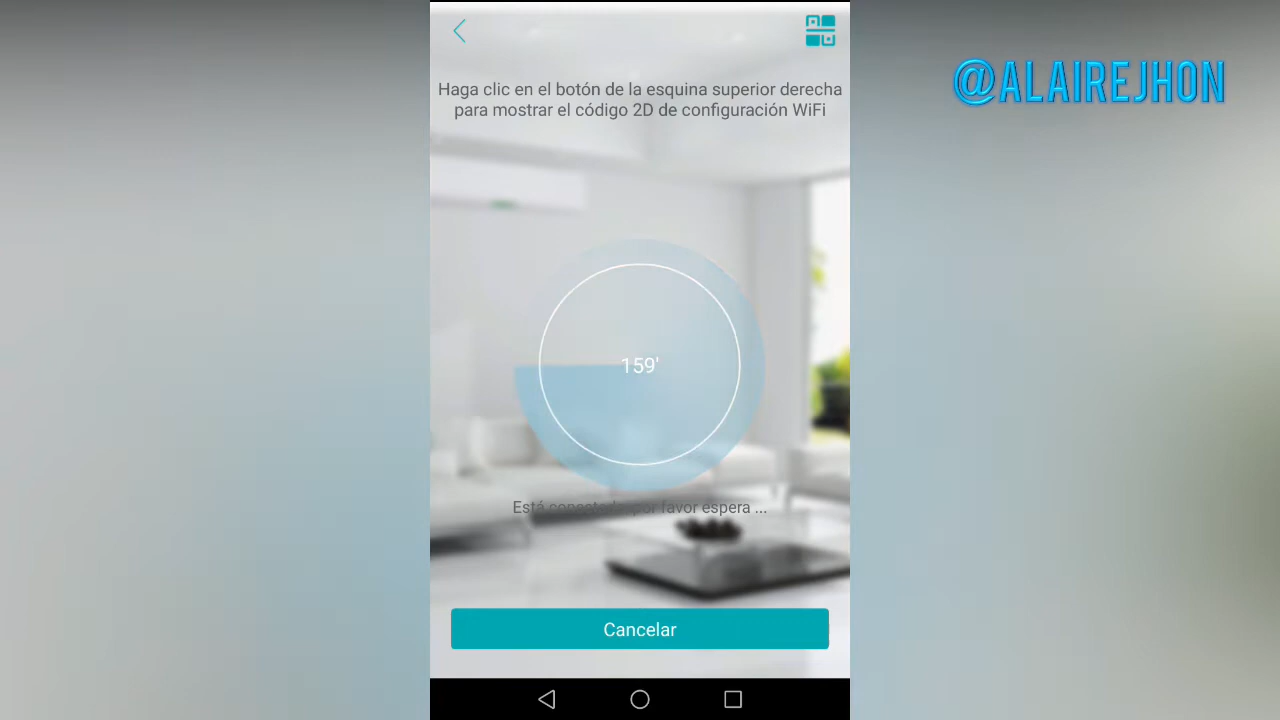 @ALAIREJHON
Haga clic en el botón de la esquina superior derecha
para mostrar el código 2D de configuración WiFi
159'
Está conectado, por favor espera ...
Cancelar